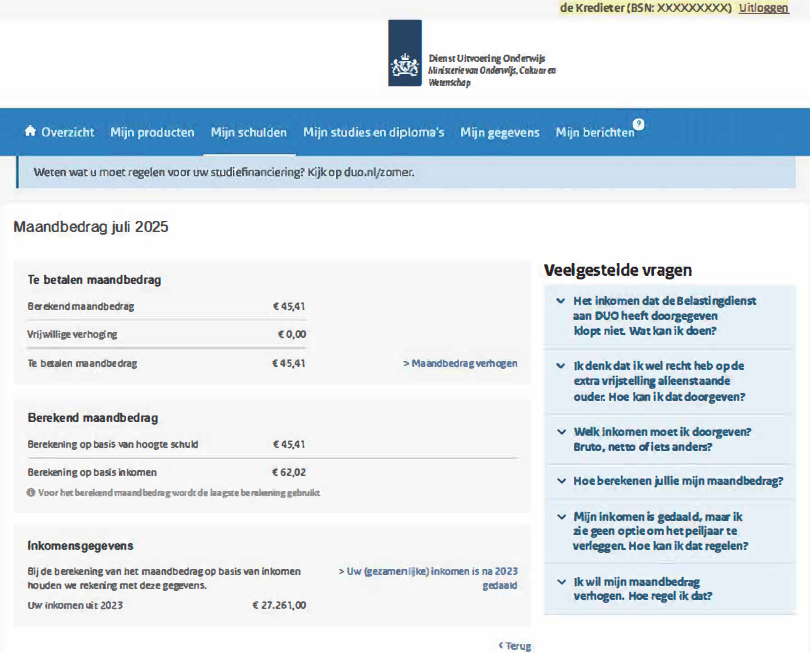 de Kredieter (BSN: XXXXXXXXX) Uitloggen
Dienst Uitvoering Onderwijs
Ministerie van Onderwijs, Cultuur en
Wetenschap
Overzicht Mijn producten Mijn schulden Mijn studies en diploma's Mijn gegevens Mijn berichten 9
Weten wat u moet regelen voor uw studiefinanciering? Kijk op duo.nl/zomer.
Maandbedrag juli 2025
Te betalen maandbedrag
Berekend maandbedrag € 45,41
Vrijwillige verhoging € 0,00
Te betalen maandbedrag € 45,41 > Maandbedrag verhogen
Berekend maandbedrag
Berekening op basis van hoogte schuld € 45,41
Berekening op basis inkomen € 62,02
Voor het berekend maandbedrag wordt de laagste berekening gebruikt
Inkomensgegevens
Bij de berekening van het maandbedrag op basis van inkomen
houden we rekening met deze gegevens.
> Uw (gezamenlijke) inkomen is na 2023
gedaald
Uw inkomen uit 2023 € 27.261,00
< Terug
Veelgestelde vragen
Het inkomen dat de Belastingdienst
aan DUO heeft doorgegeven
klopt niet. Wat kan ik doen?
Ik denk dat ik wel recht heb op de
extra vrijstelling alleenstaande
ouder. Hoe kan ik dat doorgeven?
Welk inkomen moet ik doorgeven?
Bruto, netto of iets anders?
Hoe berekenen jullie mijn maandbedrag?
Mijn inkomen is gedaald, maar ik
zie geen optie om het peiljaar te
verleggen. Hoe kan ik dat regelen?
Ik wil mijn maandbedrag
verhogen. Hoe regel ik dat?